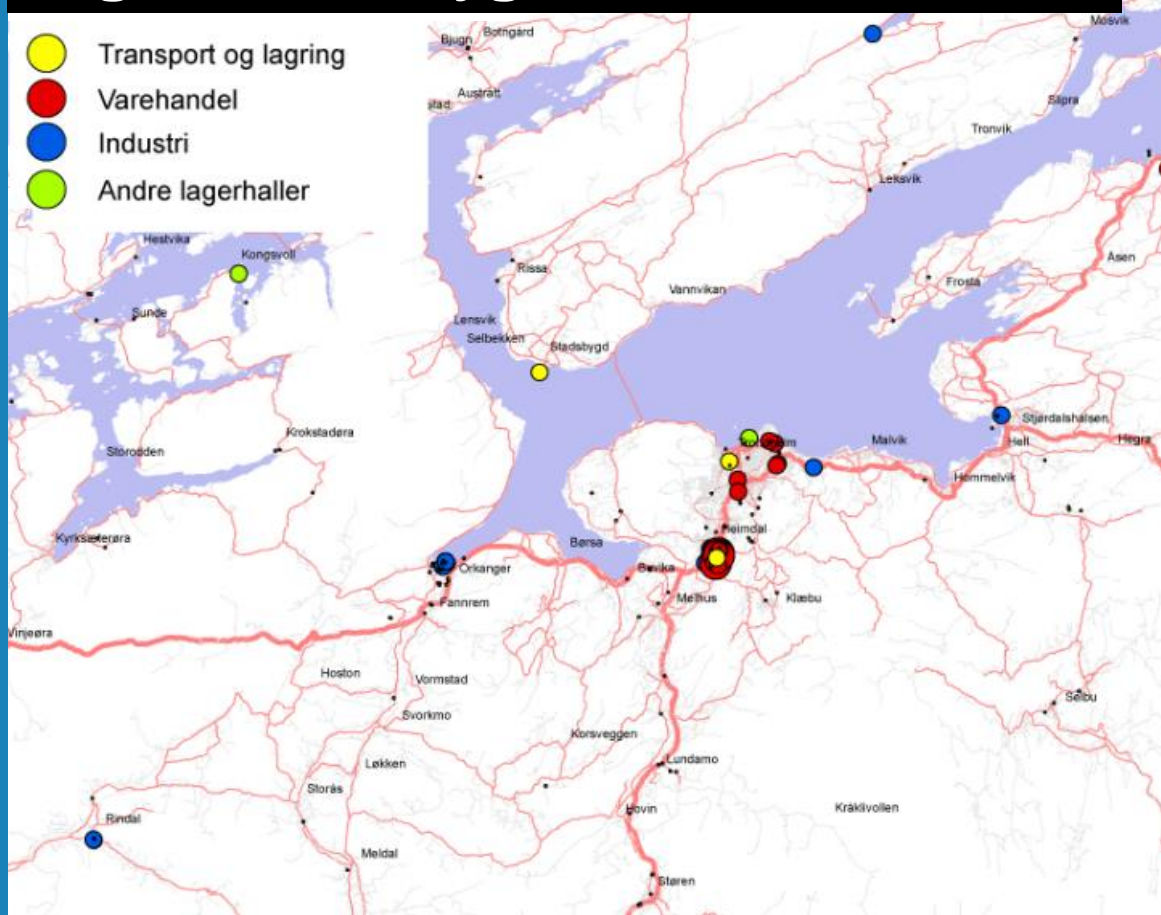 Transport og lagring
Varehandel
Industri
Andre lagerhaller
Mosvik
Botngård
Bjugn
Austrått
Slipra
Tronvik
Leksvik
Hestvika
Kongsvoll
Åsen
Rissa
Frosta
Vannvikan
Sunde
Lensvik
Selbekken
Stadsbygd
Stjørdalshalsen
Krokstadøra
Malvik
Hell
Hegra
Storodden
Hommelvik
Heimdal
Kyrksæterøra
Børsa
Orkanger
Buvika
Fannrem
Melhus
Klæbu
Vinjeøra
Hoston
Vormstad
Selbu
Svorkmo
Korsveggen
Løkken
Lundamo
Storås
Hovin
Kråklivollen
Rindal
Meldal
Støren